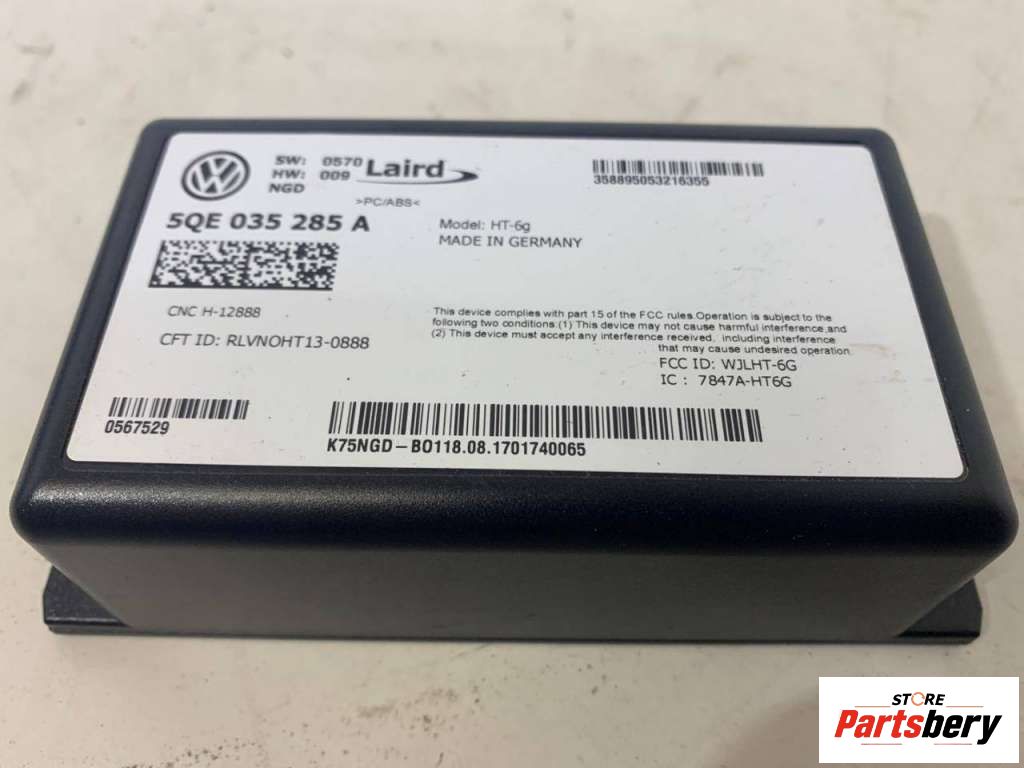 SW: 0570
HW: 009
NGD
Laird
>PC/ABS<
358895053216355
5QE 035 285 A
Model: HT-6g
MADE IN GERMANY
CNC H-12888
CFT ID: RLVNOHT13-0888
This device complies with part 15 of the FCC rules.Operation is subject to the
following two conditions:(1) This device may not cause harmful interference,and
(2) This device must accept any interference received, including interference
that may cause undesired operation.
FCC ID: WJLHT-6G
IC : 7847A-HT6G
0567529
K75NGD-BO118.08.1701740065
STORE
Partsbery